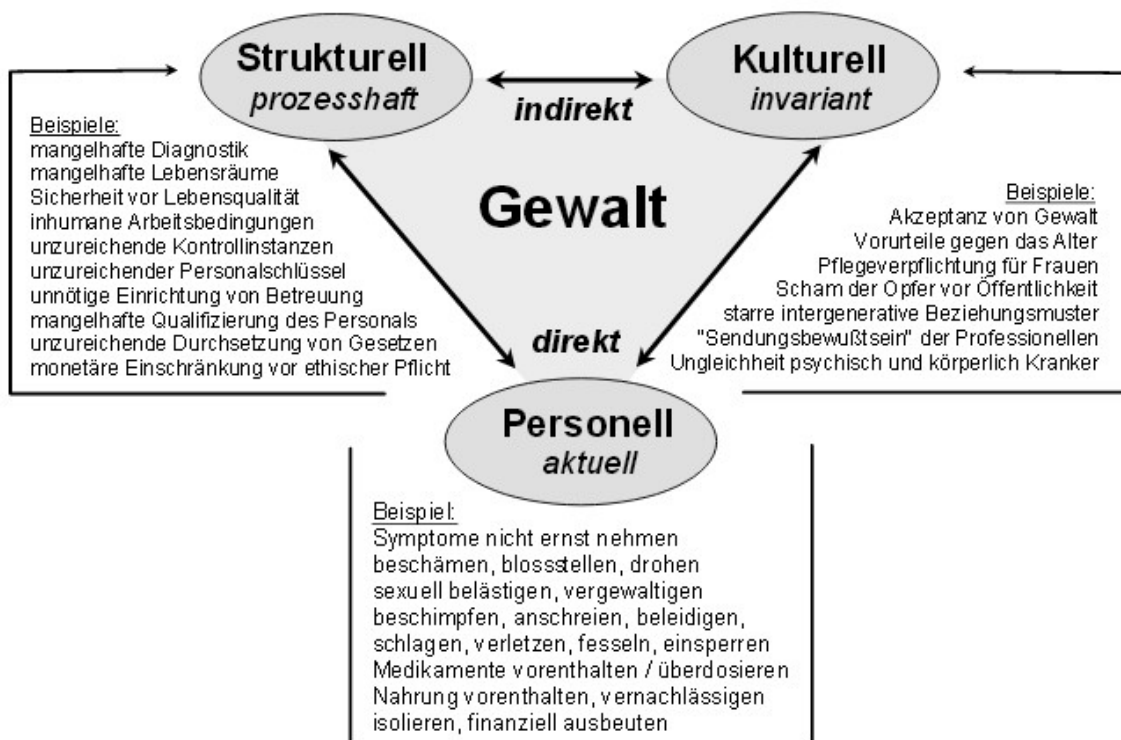 Strukturell
prozesshaft
Kulturell
invariant
indirekt
Gewalt
direkt
Beispiele:
mangelhafte Diagnostik
mangelhafte Lebensräume
Sicherheit vor Lebensqualität
inhumane Arbeitsbedingungen
unzureichende Kontrollinstanzen
unzureichender Personalschlüssel
unnötige Einrichtung von Betreuung
mangelhafte Qualifizierung des Personals
unzureichende Durchsetzung von Gesetzen
monetäre Einschränkung vor ethischer Pflicht
Beispiele:
Akzeptanz von Gewalt
Vorurteile gegen das Alter
Pflegeverpflichtung für Frauen
Scham der Opfer vor Öffentlichkeit
starre intergenerative Beziehungsmuster
"Sendungsbewußtsein" der Professionellen
Ungleichheit psychisch und körperlich Kranker
Personell
aktuell
Beispiel:
Symptome nicht ernst nehmen
beschämen, blossstellen, drohen
sexuell belästigen, vergewaltigen
beschimpfen, anschreien, beleidigen,
schlagen, verletzen, fesseln, einsperren
Medikamente vorenthalten / überdosieren
Nahrung vorenthalten, vernachlässigen
isolieren, finanziell ausbeuten